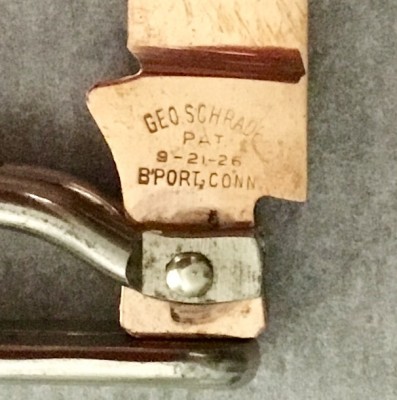 GEO SCHRADE
PAT
9-21-26
B'PORT, CONN